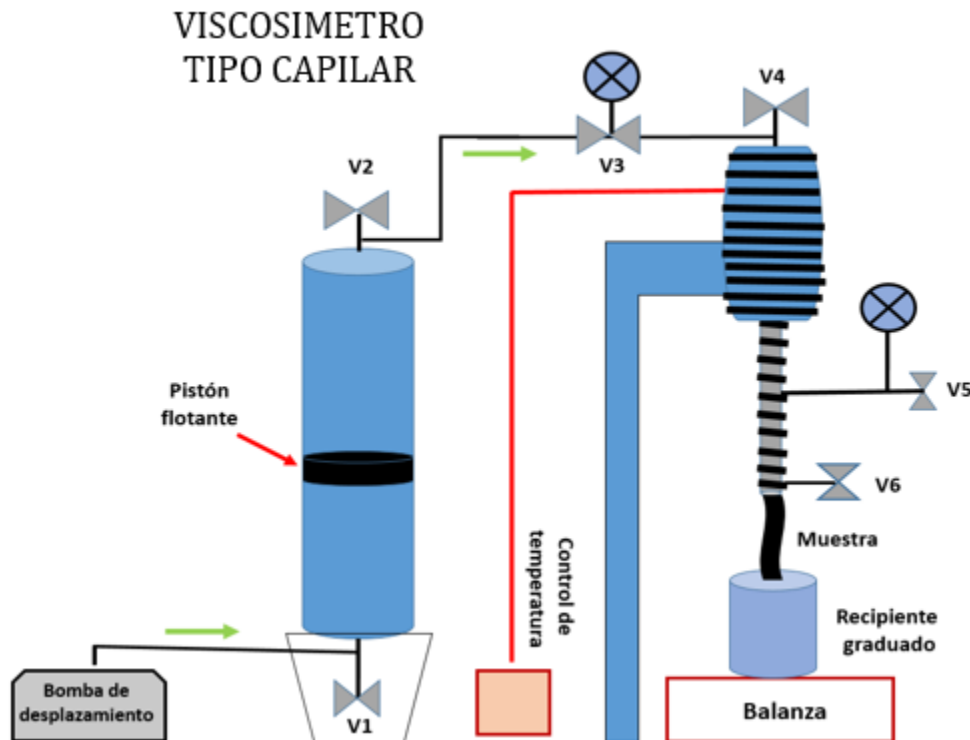 VISCOSIMETRO
TIPO CAPILAR
V4
V3
V2
V5
Pistón
flotante
V6
Control de
temperatura
Muestra
Recipiente
graduado
Bomba de
desplazamiento
V1
Balanza